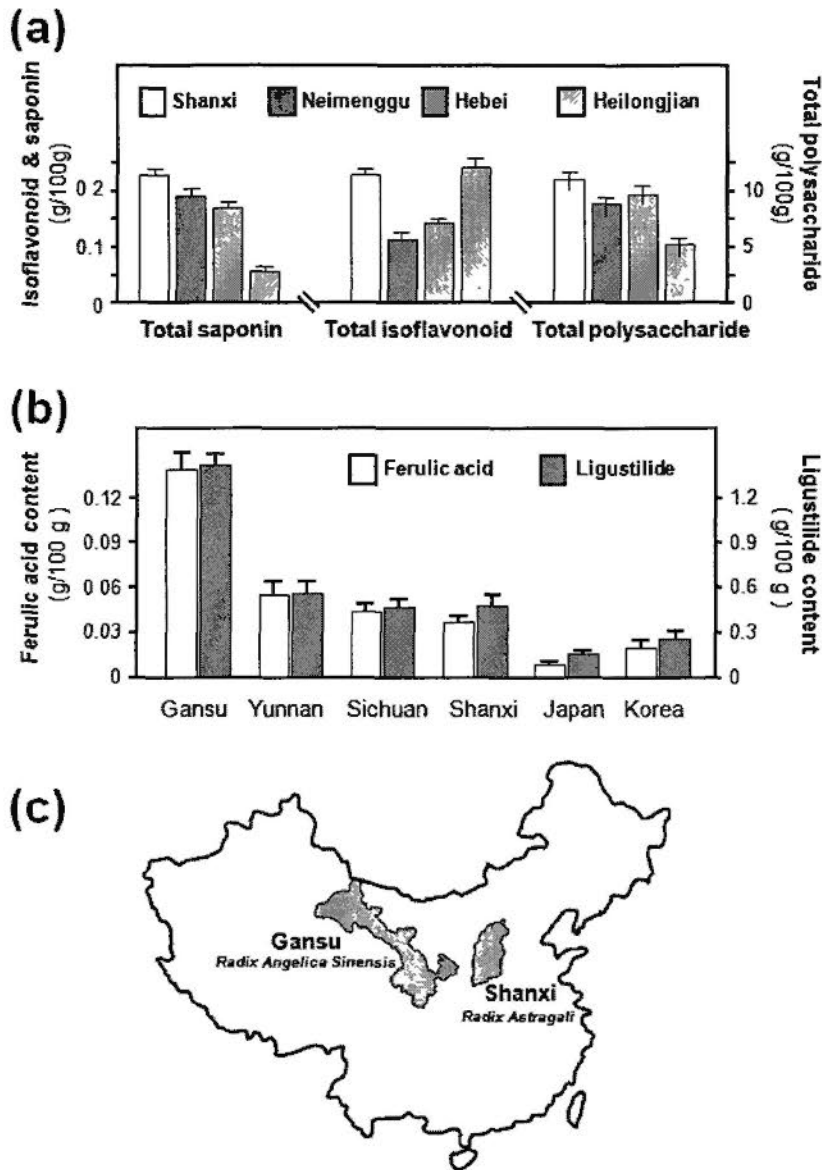 (a)
Isoflavonoid & saponin
(g/100g)
Shanxi Neimenggu Hebei Heilongjian
Total polysaccharide
(g/100g)
0.2
0.1
0
10
5
0
Total saponin Total isoflavonoid Total polysaccharide
(b)
Ferulic acid content
(g/100 g)
Ferulic acid Ligustilide
Ligustilide content
(g/100 g)
0.12
0.09
0.06
0.03
0
1.2
0.9
0.6
0.3
0
Gansu Yunnan Sichuan Shanxi Japan Korea
(c)
Gansu
Radix Angelica Sinensis
Shanxi
Radix Astragali